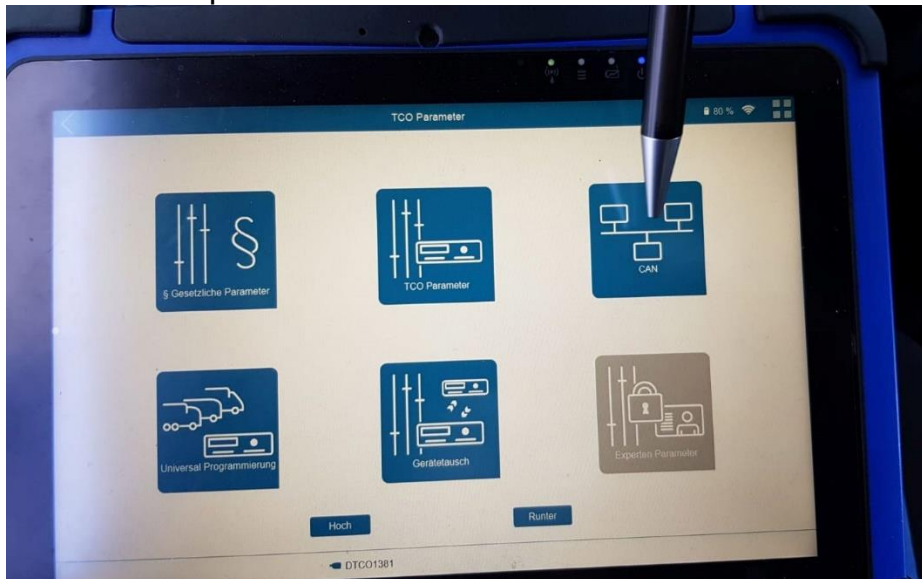 TCO Parameter
80 %
§ Gesetzliche Parameter
TCO Parameter
CAN
Universal Programmierung
Gerätetausch
Experten Parameter
Hoch
Runter
DTCO1381